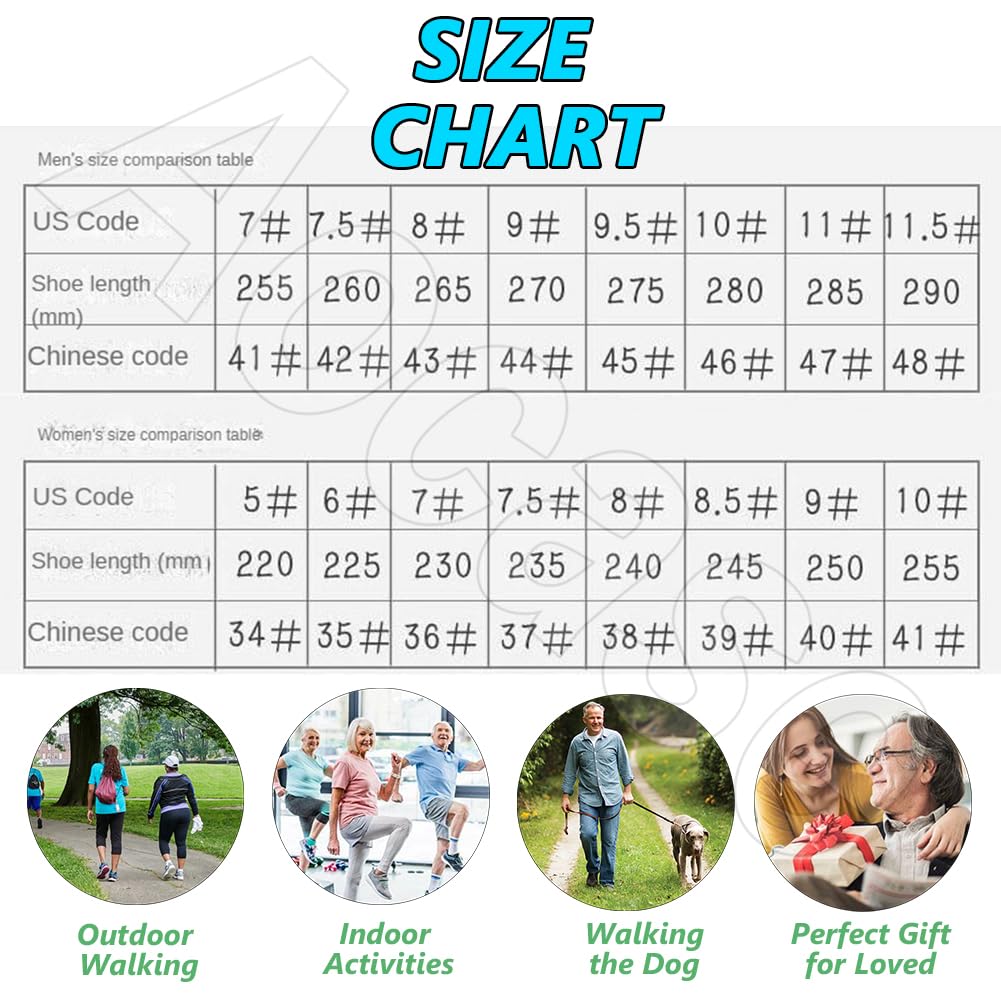 SIZE
CHART
Men's size comparison table
US Code 7# 7.5# 8# 9# 9.5# 10# 11# 11.5#
Shoe length
(mm) 255 260 265 270 275 280 285 290
Chinese code 41# 42# 43# 44# 45# 46# 47# 48#
Women's size comparison table
US Code 5# 6# 7# 7.5# 8# 8.5# 9# 10#
Shoe length (mm) 220 225 230 235 240 245 250 255
Chinese code 34# 35# 36# 37# 38# 39# 40# 41#
Outdoor
Walking
Indoor
Activities
Walking
the Dog
Perfect Gift
for Loved